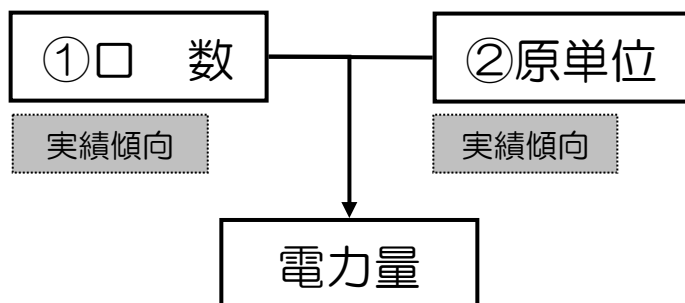 ①口　数
②原単位
実績傾向
実績傾向
電力量